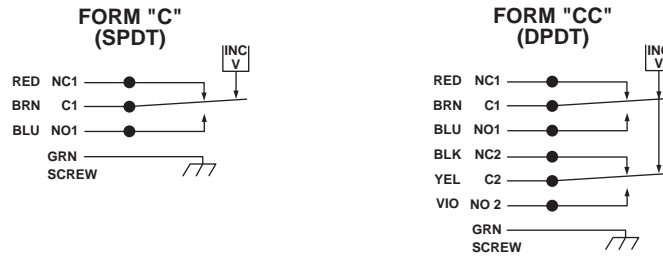 FORM "C"
(SPDT)
INC
V
RED NC1
BRN C1
BLU NO1
GRN
SCREW
FORM "CC"
(DPDT)
INC
V
RED NC1
BRN C1
BLU NO1
BLK NC2
YEL C2
VIO NO 2
GRN
SCREW